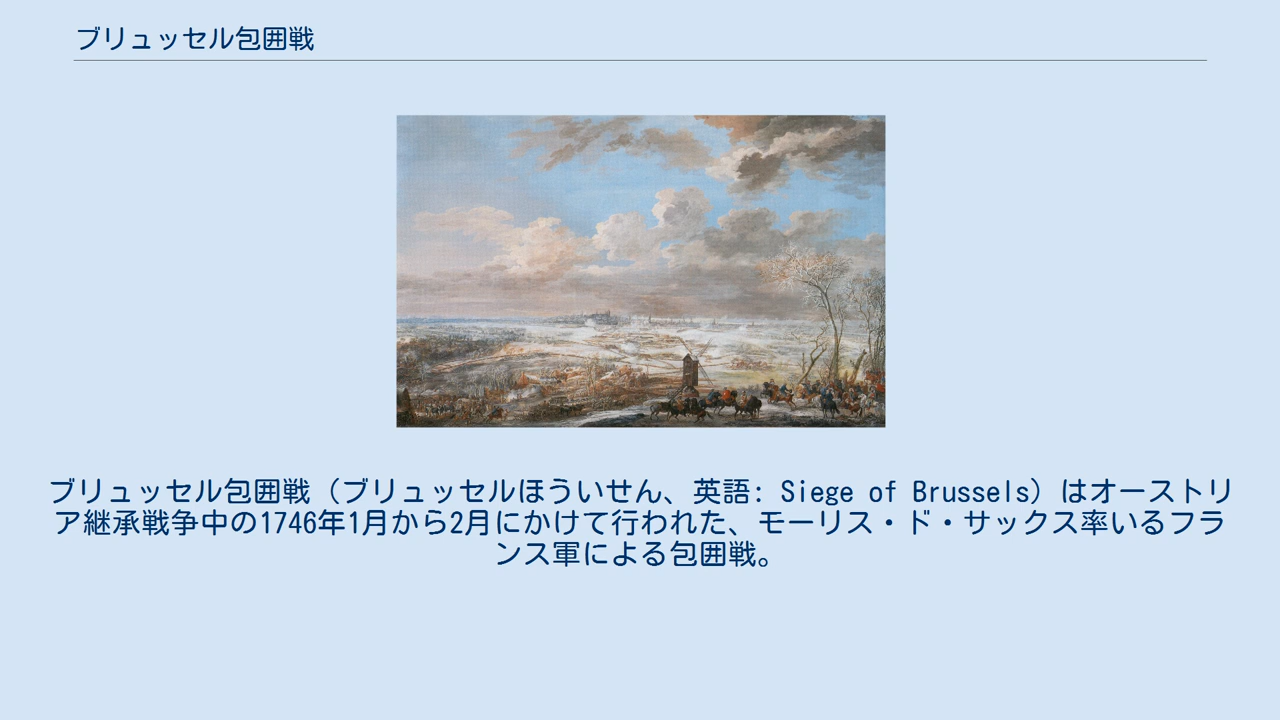 ブリュッセル包囲戦
ブリュッセル包囲戦（ブリュッセルほういせん、英語: Siege of Brussels）はオーストリ
ア継承戦争中の1746年1月から2月にかけて行われた、モーリス・ド・サックス率いるフラ
ンス軍による包囲戦。